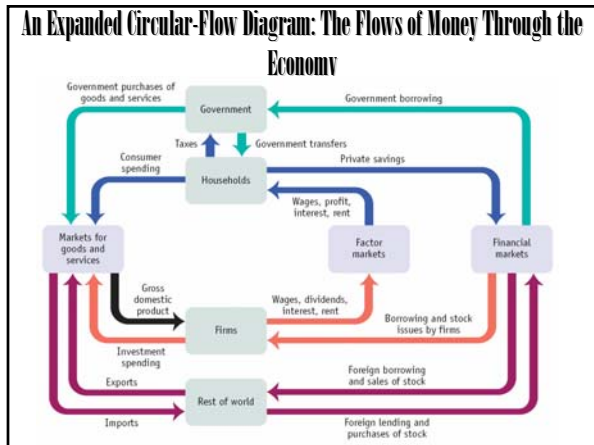 An Expanded Circular-Flow Diagram: The Flows of Money Through the
Economy
Government purchases of
goods and services
Government
Government borrowing
Taxes
Government transfers
Consumer
spending
Households
Private savings
Wages, profit,
interest, rent
Markets for
goods and
services
Factor
markets
Financial
markets
Gross
domestic
product
Firms
Wages, dividends,
interest, rent
Borrowing and stock
issues by firms
Investment
spending
Exports
Rest of world
Foreign borrowing
and sales of stock
Imports
Foreign lending and
purchases of stock